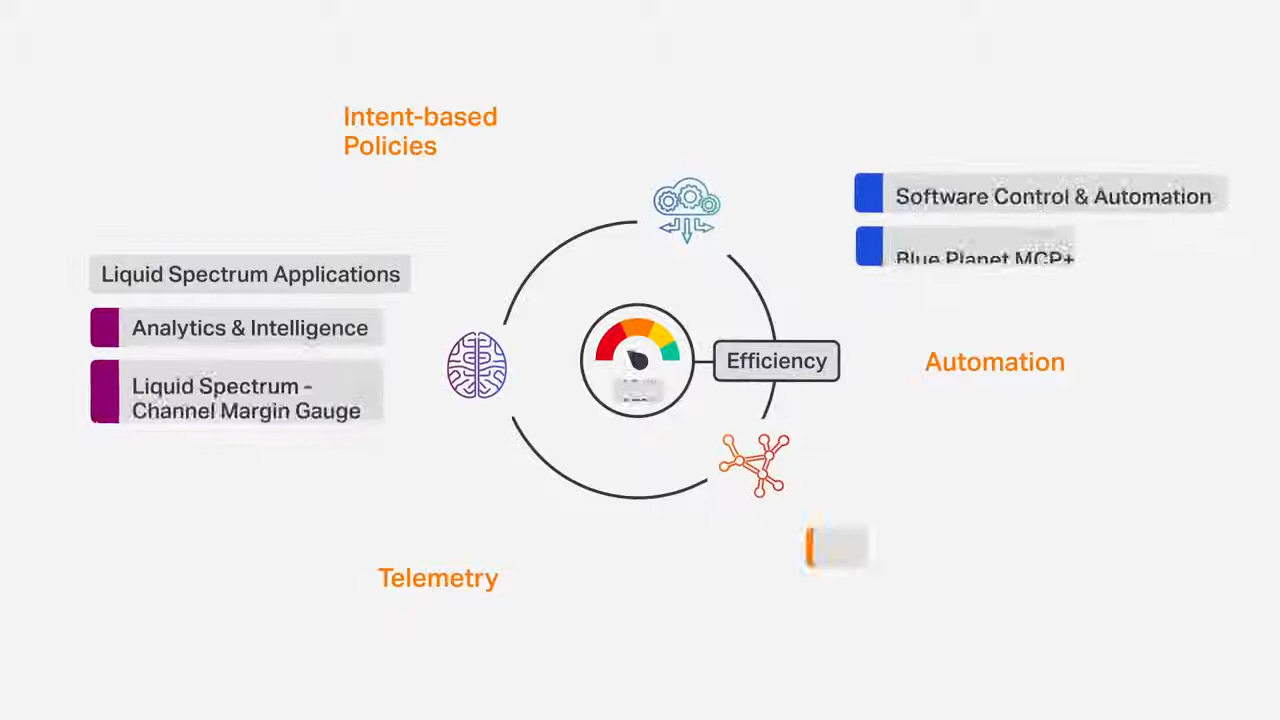 Intent-based
Policies
Software Control & Automation
Blue Planet MCP+
Liquid Spectrum Applications
Analytics & Intelligence
Liquid Spectrum -
Channel Margin Gauge
Efficiency
Automation
Telemetry